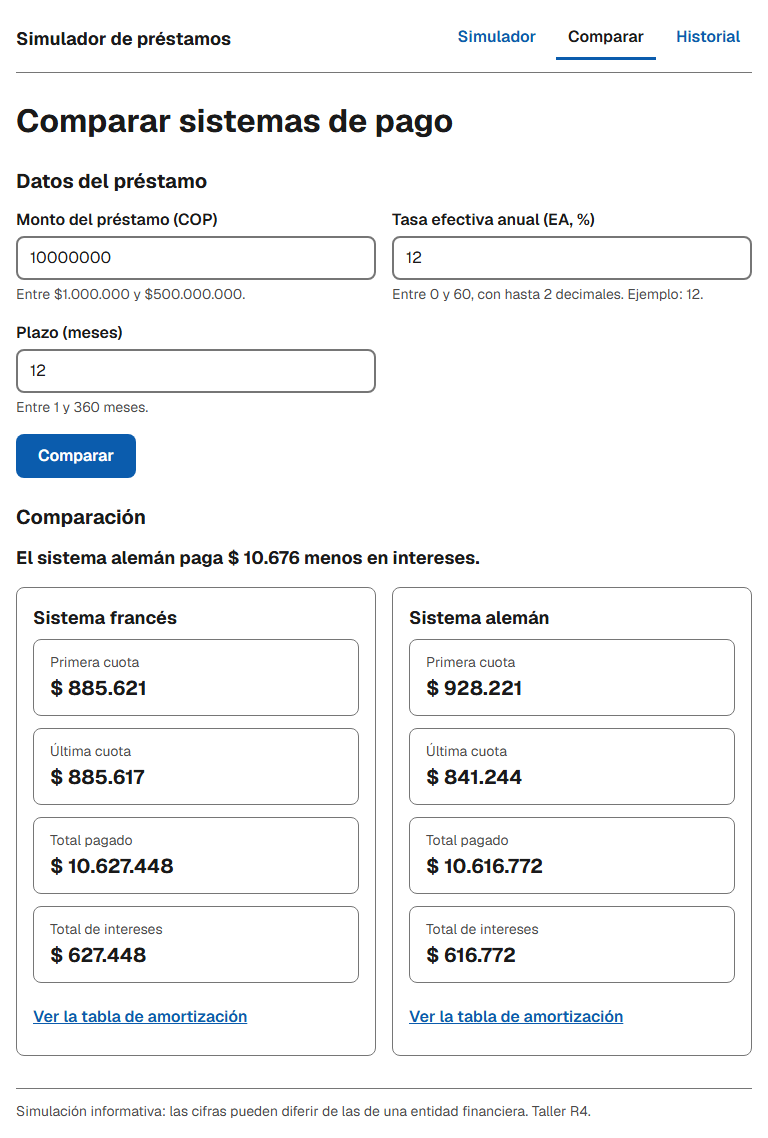 Simulador de préstamos
Simulador
Comparar
Historial
Comparar sistemas de pago
Datos del préstamo
Monto del préstamo (COP)
10000000
Entre $1.000.000 y $500.000.000.
Tasa efectiva anual (EA, %)
12
Entre 0 y 60, con hasta 2 decimales. Ejemplo: 12.
Plazo (meses)
12
Entre 1 y 360 meses.
Comparar
Comparación
El sistema alemán paga $ 10.676 menos en intereses.
Sistema francés
Primera cuota
$ 885.621
Última cuota
$ 885.617
Total pagado
$ 10.627.448
Total de intereses
$ 627.448
Ver la tabla de amortización
Sistema alemán
Primera cuota
$ 928.221
Última cuota
$ 841.244
Total pagado
$ 10.616.772
Total de intereses
$ 616.772
Ver la tabla de amortización
Simulación informativa: las cifras pueden diferir de las de una entidad financiera. Taller R4.